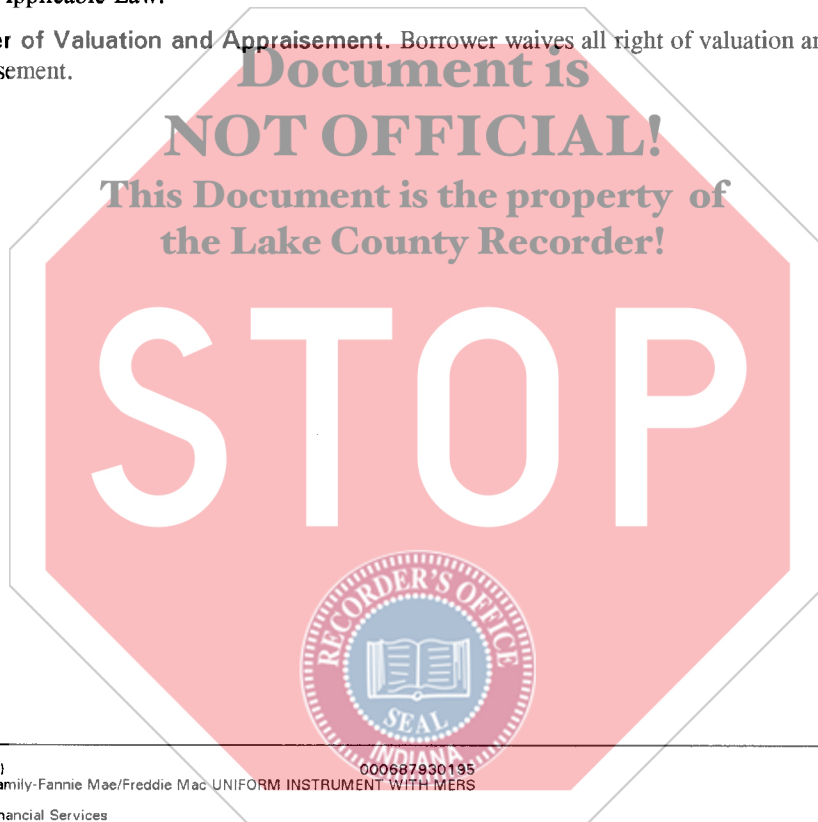 Applicable Law.
er of Valuation and Appraisement. Borrower waives all right of valuation an
sement.
Document is
NOT OFFICIAL!
This Document is the property of
the Lake County Recorder!
STOP
RECORDER'S OFFICE
SEAL
INDIANA
) 000687930195
amily-Fannie Mae/Freddie Mac UNIFORM INSTRUMENT WITH MERS
nancial Services